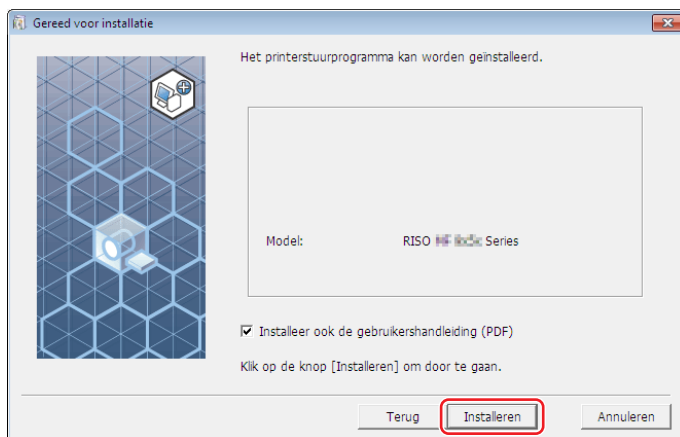 Gereed voor installatie
Het printerstuurprogramma kan worden geïnstalleerd.
Model: RISO Series
Installeer ook de gebruikershandleiding (PDF)
Klik op de knop [Installeren] om door te gaan.
Terug Installeren Annuleren